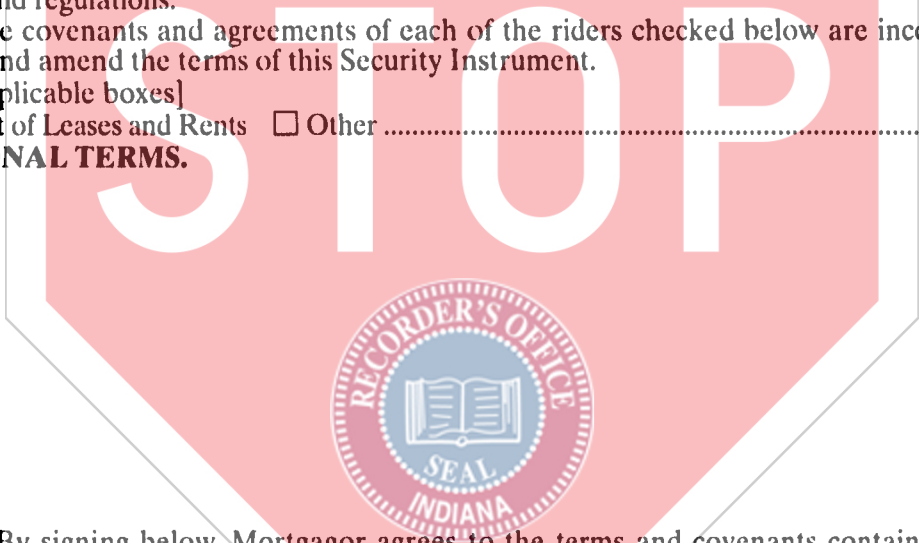 nd regulations.
e covenants and agreements of each of the riders checked below are inc
nd amend the terms of this Security Instrument.
plicable boxes]
t of Leases and Rents ☐ Other ....................
NAL TERMS.
STOP
RECORDER'S OFFICE
SEAL
INDIANA
By signing below, Mortgagor agrees to the terms and covenants contain